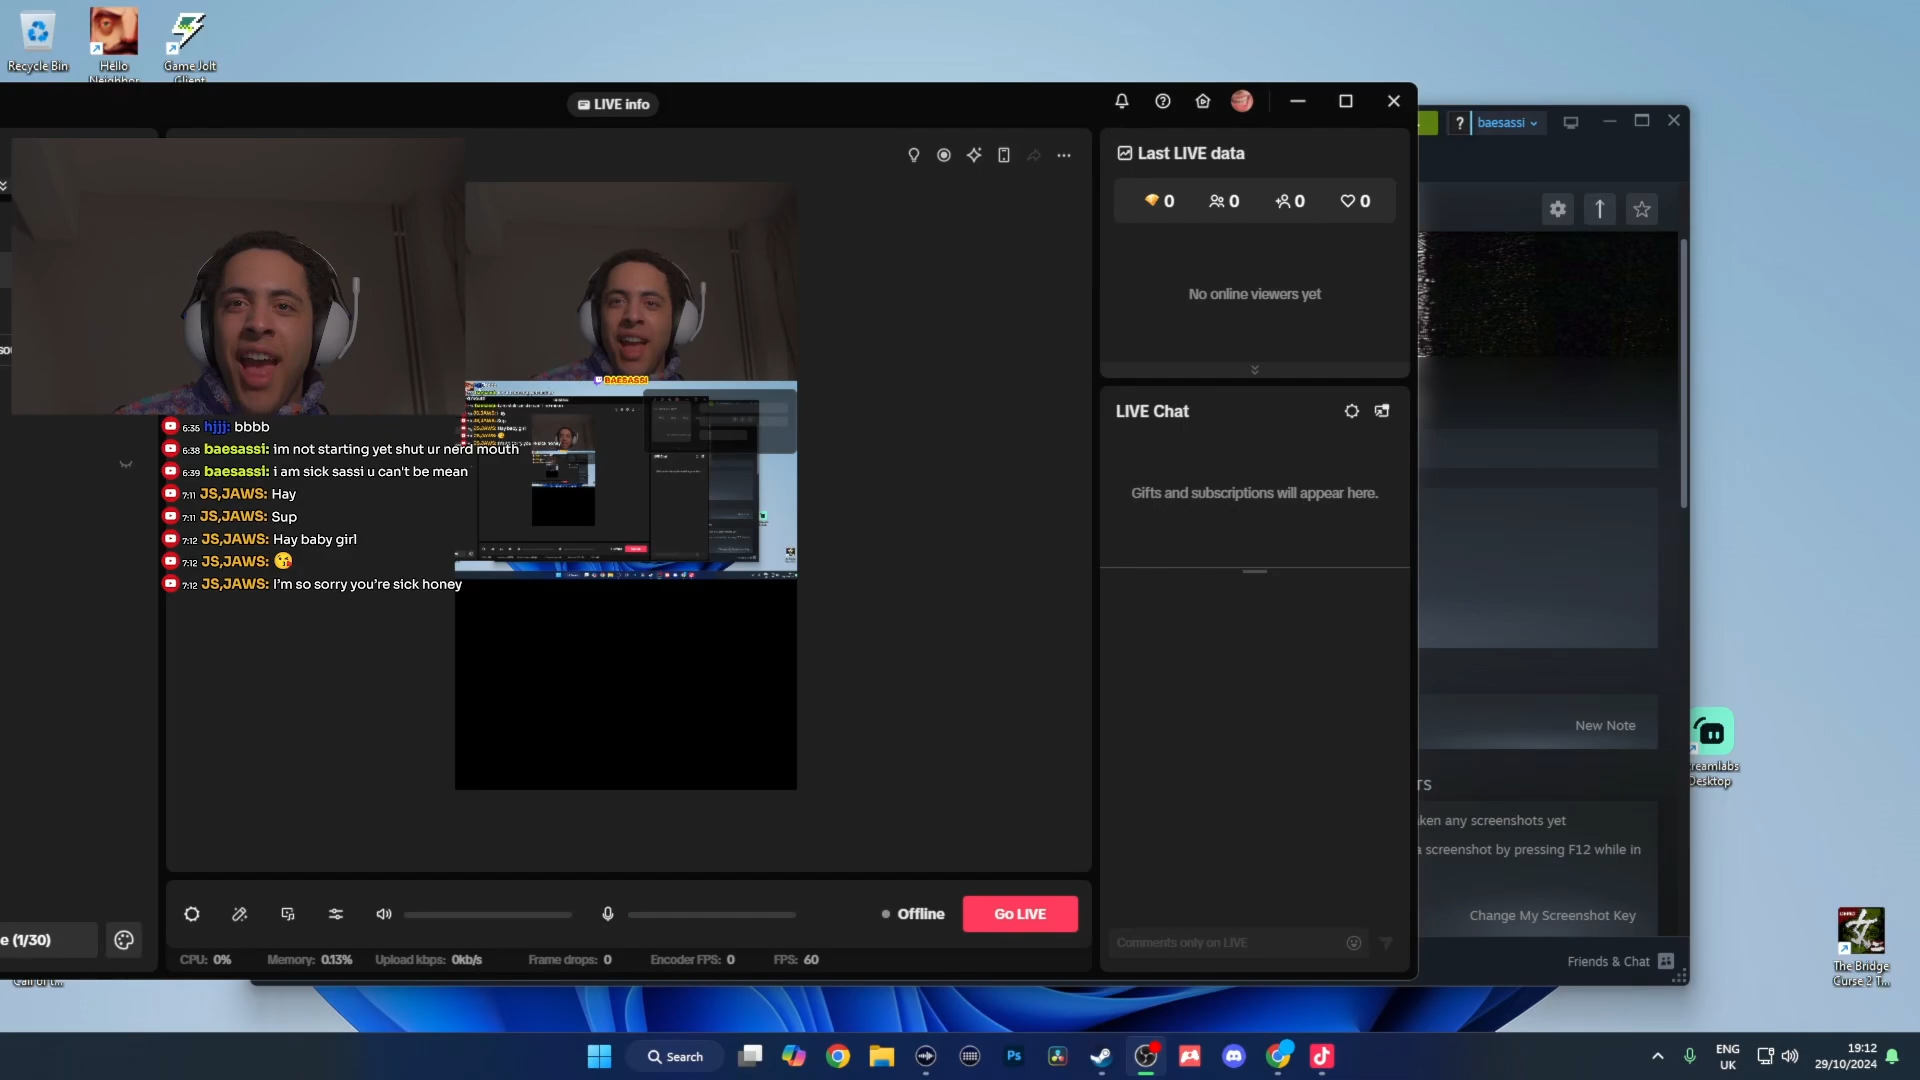 Recycle Bin
Hello
Neighbor
Game Jolt
Client
LIVE info
baesassi
Last LIVE data
0
0
0
0
No online viewers yet
LIVE Chat
Gifts and subscriptions will appear here.
BAESASSI
6:35 hjjj: bbbb
6:38 baesassi: im not starting yet shut ur nerd mouth
6:39 baesassi: i am sick sassi u can't be mean
7:11 JS,JAWS: Hay
7:11 JS,JAWS: Sup
7:12 JS,JAWS: Hay baby girl
7:12 JS,JAWS: 😘
7:12 JS,JAWS: I'm so sorry you're sick honey
New Note
TS
ken any screenshots yet
a screenshot by pressing F12 while in
Change My Screenshot Key
Friends & Chat
reamlabs
Desktop
The Bridge
Curse 2 T...
Offline
Go LIVE
e (1/30)
Comments only on LIVE
CPU: 0%
Memory: 0.13%
Upload kbps: 0kb/s
Frame drops: 0
Encoder FPS: 0
FPS: 60
Call of t...
Search
Ps
ENG
UK
19:12
29/10/2024